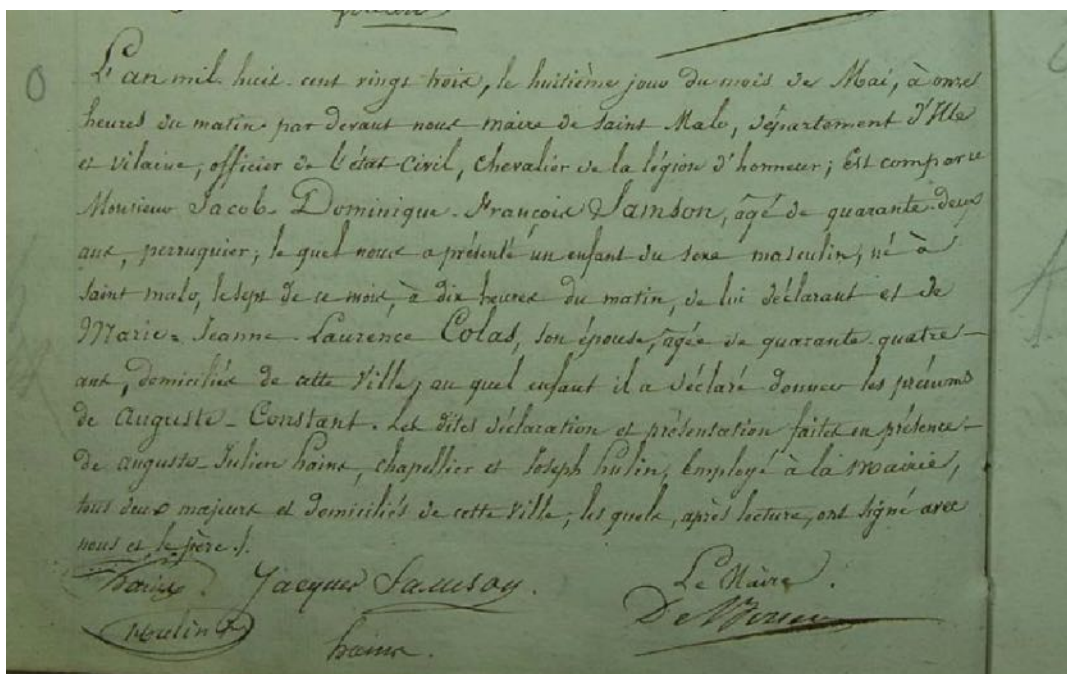 L'an mil huit cent vingt trois, le huitième jour du mois de Mai, à onze
heures du matin par devant nous maire de saint Malo, département d'Ille
et vilaine, officier de l'état civil, chevalier de la légion d'honneur; Est comparu
Monsieur Jacob-Dominique-François Samson, âgé de quarante-deux
ans, perruquier; le quel nous a présenté un enfant du sexe masculin, né à
saint malo, le sept de ce mois, à dix heures du matin, de lui déclarant et de
Marie-Jeanne-Laurence Colas, son épouse, agée de quarante quatre
ans, domiciliés de cette ville, au quel enfant il a déclaré donner les prénoms
de Auguste-Constant. Les dites déclaration et présentation faites en présence
de auguste-Julien haine, chapellier et Joseph hulin, Employé à la mairie,
tous deux majeurs et domiciliés de cette ville; les quels, après lecture, ont signé avec
nous et le père ./.
Jacques Samson.
Le Maire.
haine.